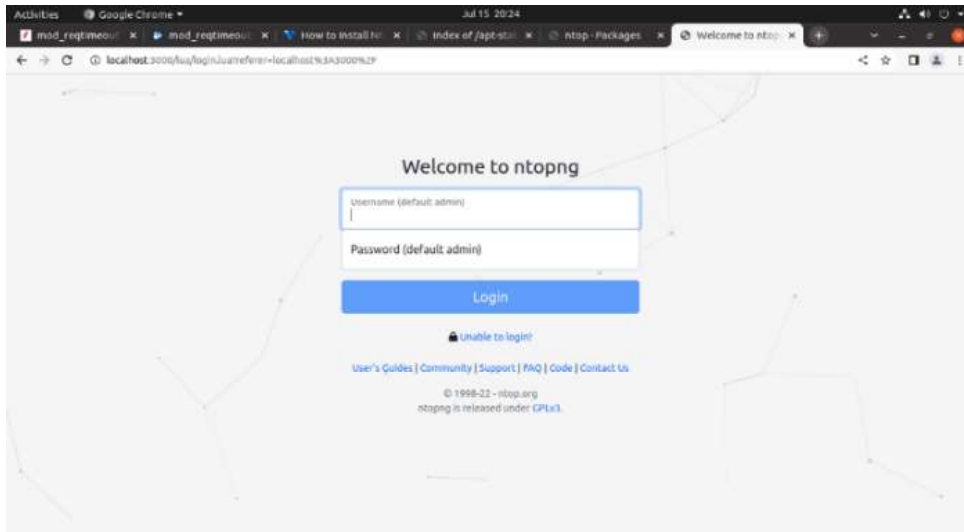 Activities Google Chrome Jul 15 20:24
mod_reqtimeout mod_reqtimeout How to Install Index of /apt-stab ntop - Packages Welcome to ntop
localhost:3000/lua/login.lua?referer=localhost%3A3000%2F
Welcome to ntopng
Username (default admin)
Password (default admin)
Login
Unable to login?
User's Guides | Community | Support | FAQ | Code | Contact Us
© 1998-22 - ntop.org
ntopng is released under GPLv3.